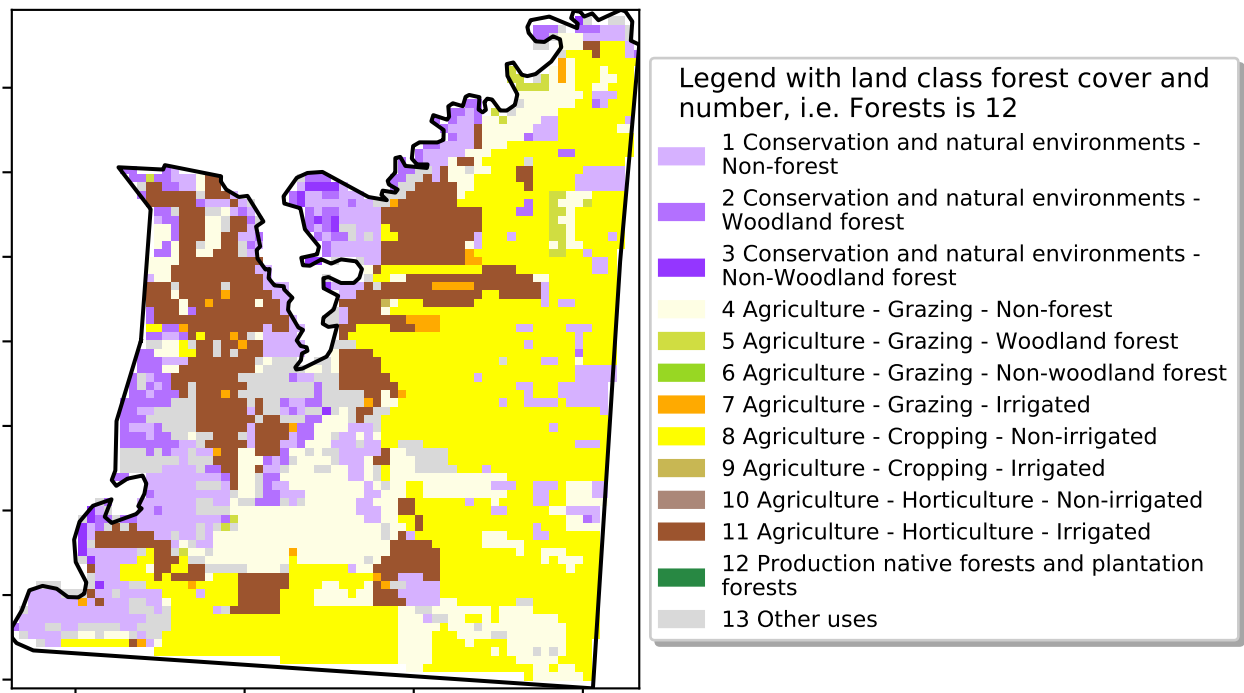 Legend with land class forest cover and
number, i.e. Forests is 12
1 Conservation and natural environments -
Non-forest
2 Conservation and natural environments -
Woodland forest
3 Conservation and natural environments -
Non-Woodland forest
4 Agriculture - Grazing - Non-forest
5 Agriculture - Grazing - Woodland forest
6 Agriculture - Grazing - Non-woodland forest
7 Agriculture - Grazing - Irrigated
8 Agriculture - Cropping - Non-irrigated
9 Agriculture - Cropping - Irrigated
10 Agriculture - Horticulture - Non-irrigated
11 Agriculture - Horticulture - Irrigated
12 Production native forests and plantation
forests
13 Other uses